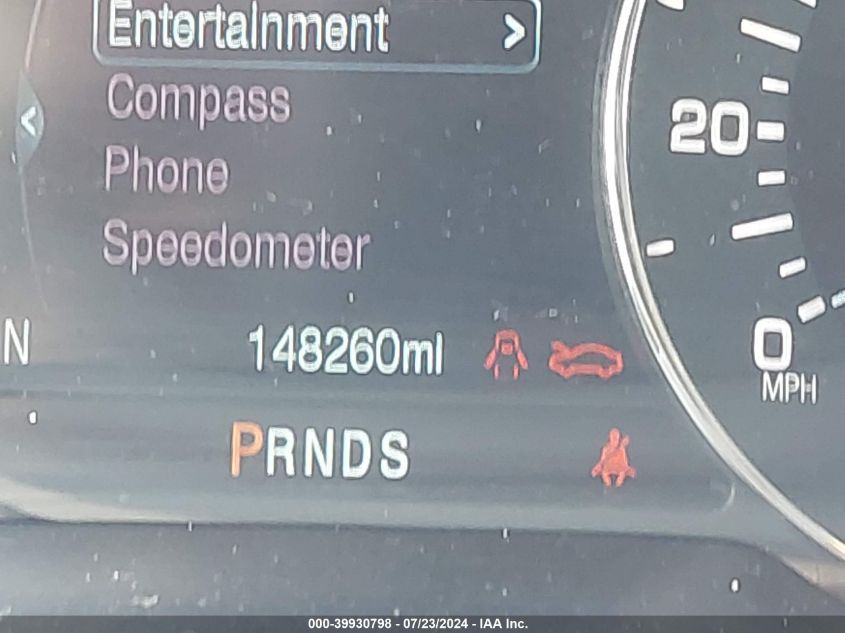 Entertainment >
<
Compass
Phone
Speedometer
20
N 148260mi
0
MPH
PRNDS
000-39930798 - 07/23/2024 - IAA Inc.